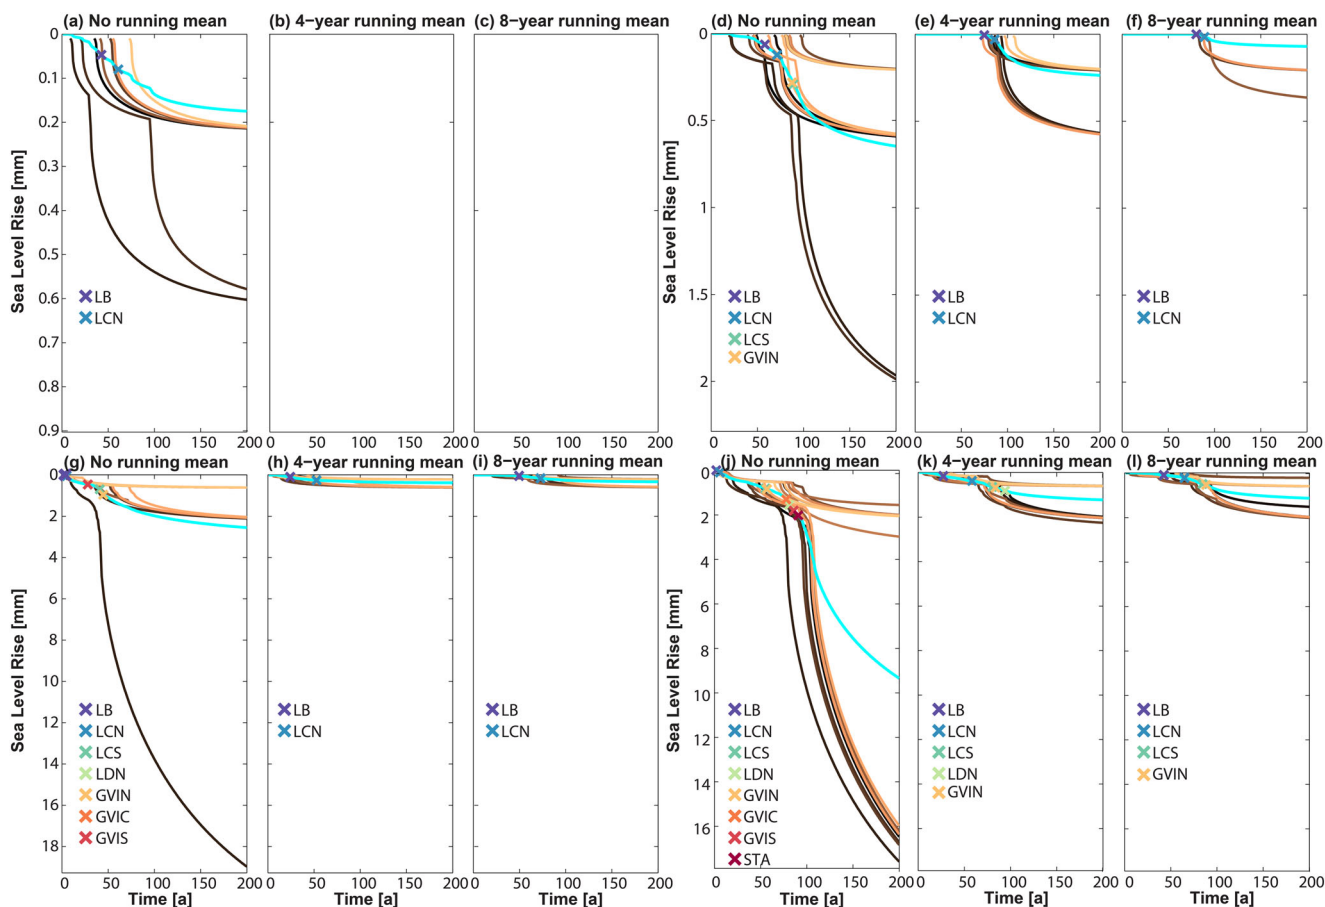 (a) No running mean
(b) 4-year running mean
(c) 8-year running mean
(d) No running mean
(e) 4-year running mean
(f) 8-year running mean
Sea Level Rise [mm]
0
0.1
0.2
0.3
0.4
0.5
0.6
0.7
0.8
0.9
LB
LCN
0 50 100 150 200
0 50 100 150 200
0 50 100 150 200
Sea Level Rise [mm]
0
0.5
1
1.5
2
LB
LCN
LCS
GVIN
LB
LCN
LB
LCN
0 50 100 150 200
0 50 100 150 200
0 50 100 150 200
(g) No running mean
(h) 4-year running mean
(i) 8-year running mean
(j) No running mean
(k) 4-year running mean
(l) 8-year running mean
Sea Level Rise [mm]
0
2
4
6
8
10
12
14
16
18
LB
LCN
LCS
LDN
GVIN
GVIC
GVIS
LB
LCN
LB
LCN
0 50 100 150 200
0 50 100 150 200
0 50 100 150 200
Time [a]
Time [a]
Time [a]
Sea Level Rise [mm]
0
2
4
6
8
10
12
14
16
LB
LCN
LCS
LDN
GVIN
GVIC
GVIS
STA
LB
LCN
LCS
LDN
GVIN
LB
LCN
LCS
GVIN
0 50 100 150 200
0 50 100 150 200
0 50 100 150 200
Time [a]
Time [a]
Time [a]